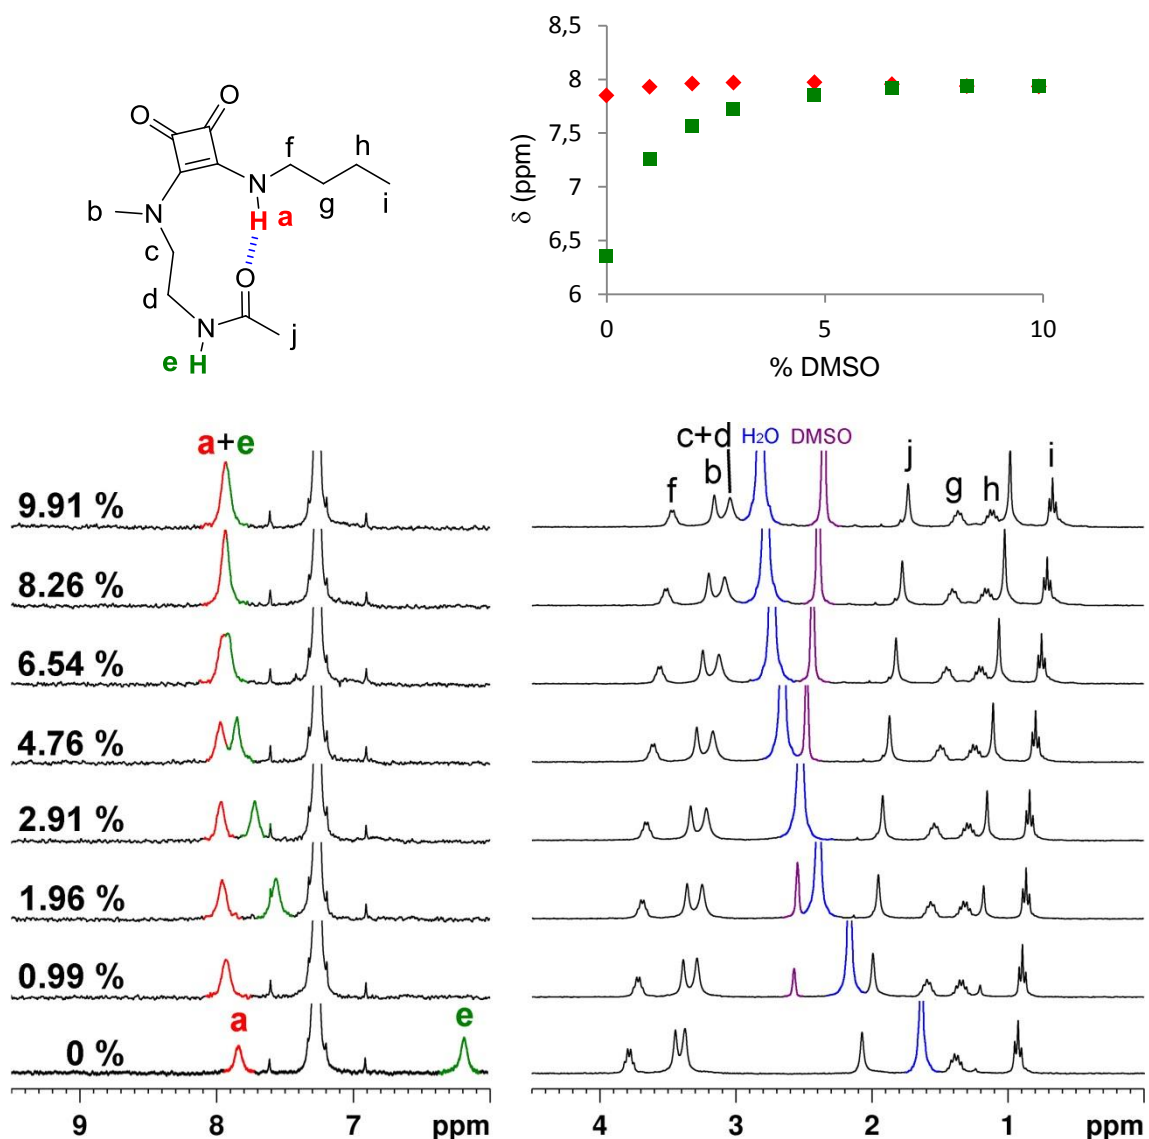 O
O
f
h
N
H a
g
i
b
N
c
O
d
N
j
e H
8,5
8
7,5
7
6,5
6
δ (ppm)
0
5
10
% DMSO
a+e
9.91 %
8.26 %
6.54 %
4.76 %
2.91 %
1.96 %
0.99 %
0 %
a
e
9
8
7
ppm
c+d
H2O
DMSO
f
b
j
g
h
i
4
3
2
1
ppm